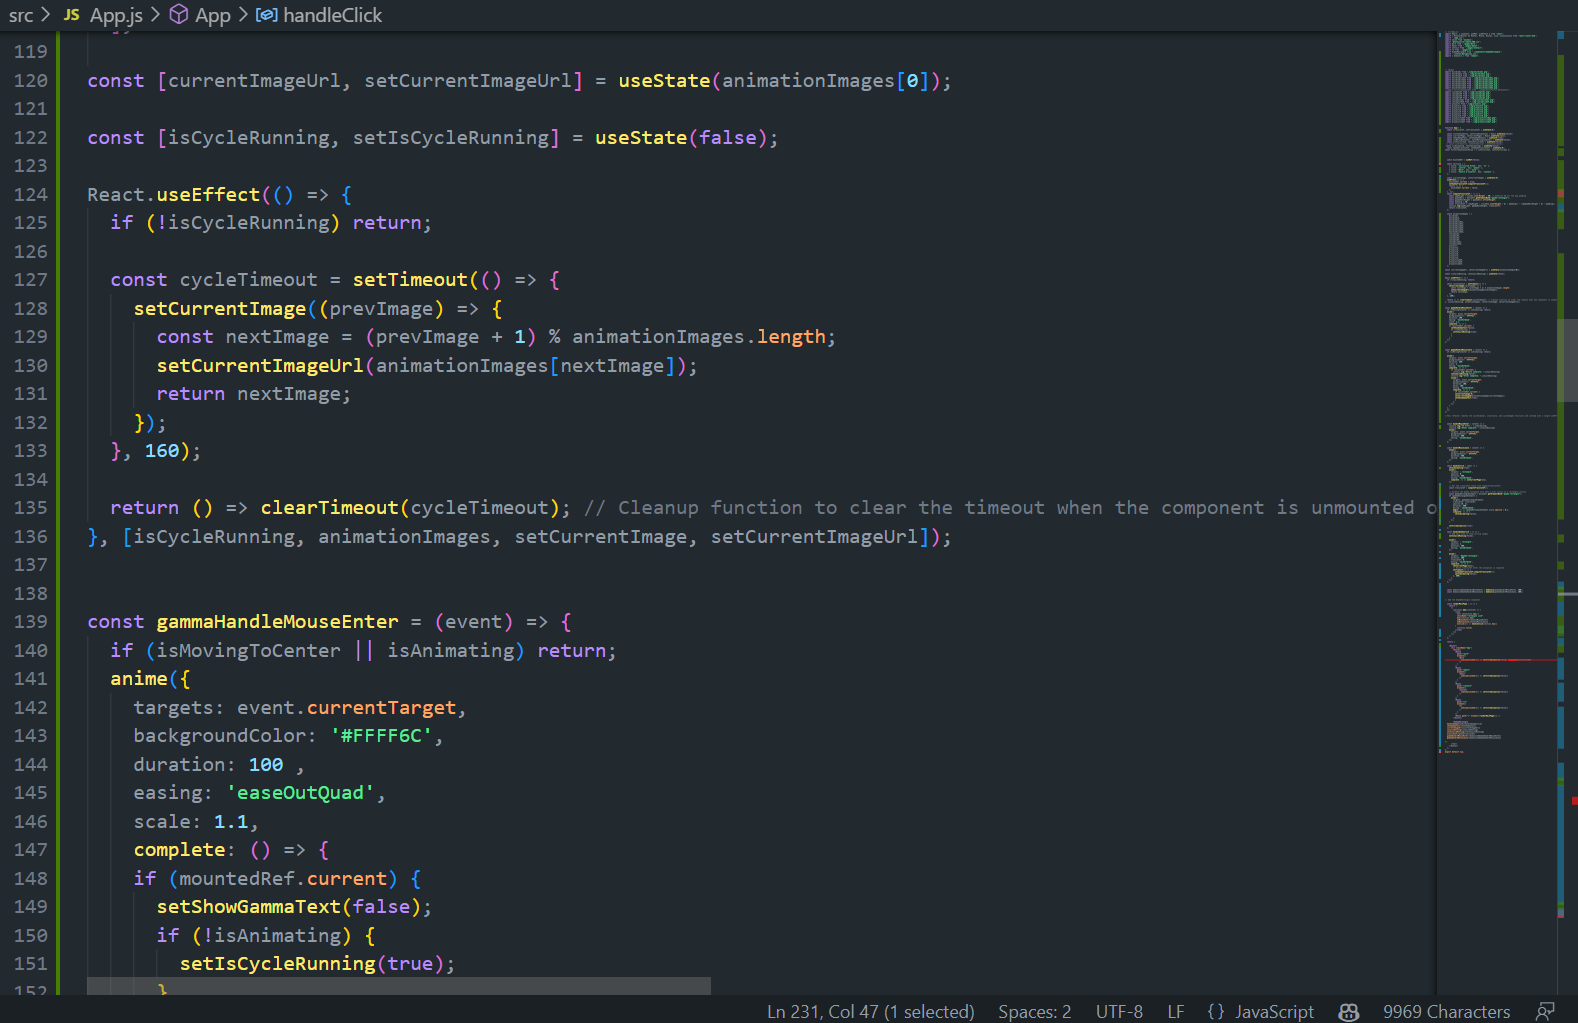 src > JS App.js > App > handleClick
119
120 const [currentImageUrl, setCurrentImageUrl] = useState(animationImages[0]);
121
122 const [isCycleRunning, setIsCycleRunning] = useState(false);
123
124 React.useEffect(() => {
125 if (!isCycleRunning) return;
126
127 const cycleTimeout = setTimeout(() => {
128 setCurrentImage((prevImage) => {
129 const nextImage = (prevImage + 1) % animationImages.length;
130 setCurrentImageUrl(animationImages[nextImage]);
131 return nextImage;
132 });
133 }, 160);
134
135 return () => clearTimeout(cycleTimeout); // Cleanup function to clear the timeout when the component is unmounted o
136 }, [isCycleRunning, animationImages, setCurrentImage, setCurrentImageUrl]);
137
138
139 const gammaHandleMouseEnter = (event) => {
140 if (isMovingToCenter || isAnimating) return;
141 anime({
142 targets: event.currentTarget,
143 backgroundColor: '#FFFF6C',
144 duration: 100 ,
145 easing: 'easeOutQuad',
146 scale: 1.1,
147 complete: () => {
148 if (mountedRef.current) {
149 setShowGammaText(false);
150 if (!isAnimating) {
151 setIsCycleRunning(true);
152 }
Ln 231, Col 47 (1 selected) Spaces: 2 UTF-8 LF {} JavaScript 9969 Characters